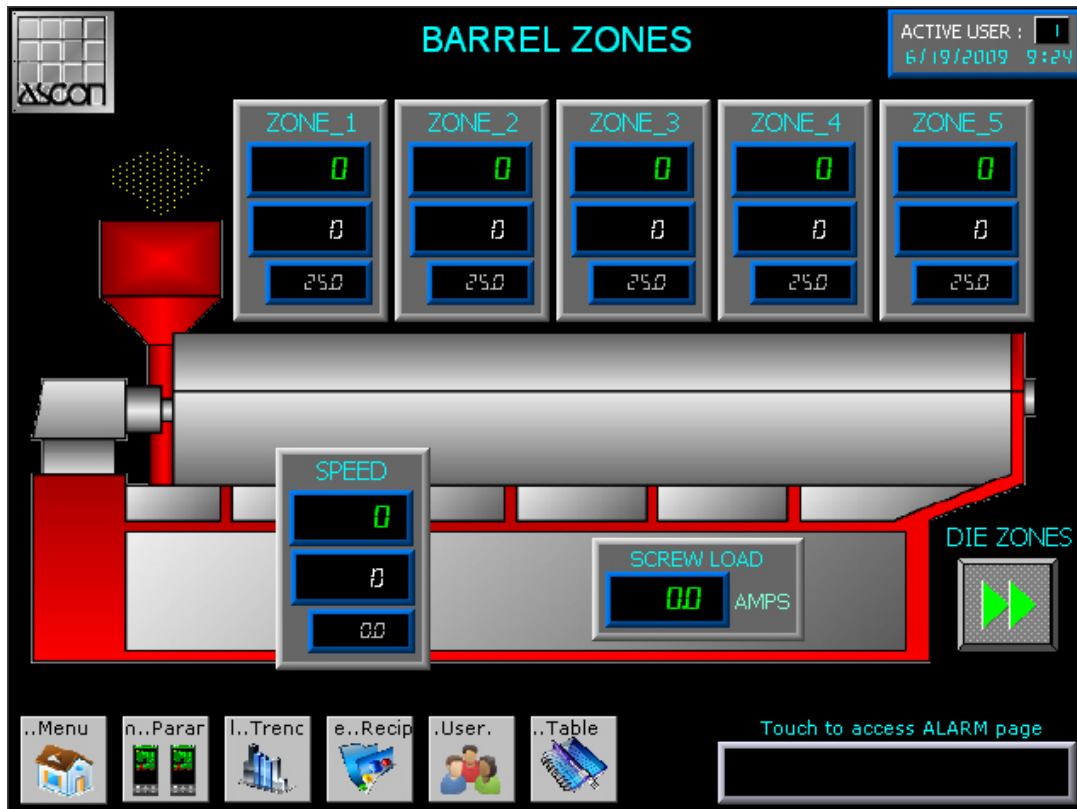 ascon
BARREL ZONES
ACTIVE USER : 1
6/19/2009 9:24
ZONE_1 ZONE_2 ZONE_3 ZONE_4 ZONE_5
0 0 0 0 0
0 0 0 0 0
25.0 25.0 25.0 25.0 25.0
SPEED
0
0
0.0
SCREW LOAD
0.0 AMPS
DIE ZONES
..Menu n..Parar l..Trenc e..Recip .User. ..Table
Touch to access ALARM page